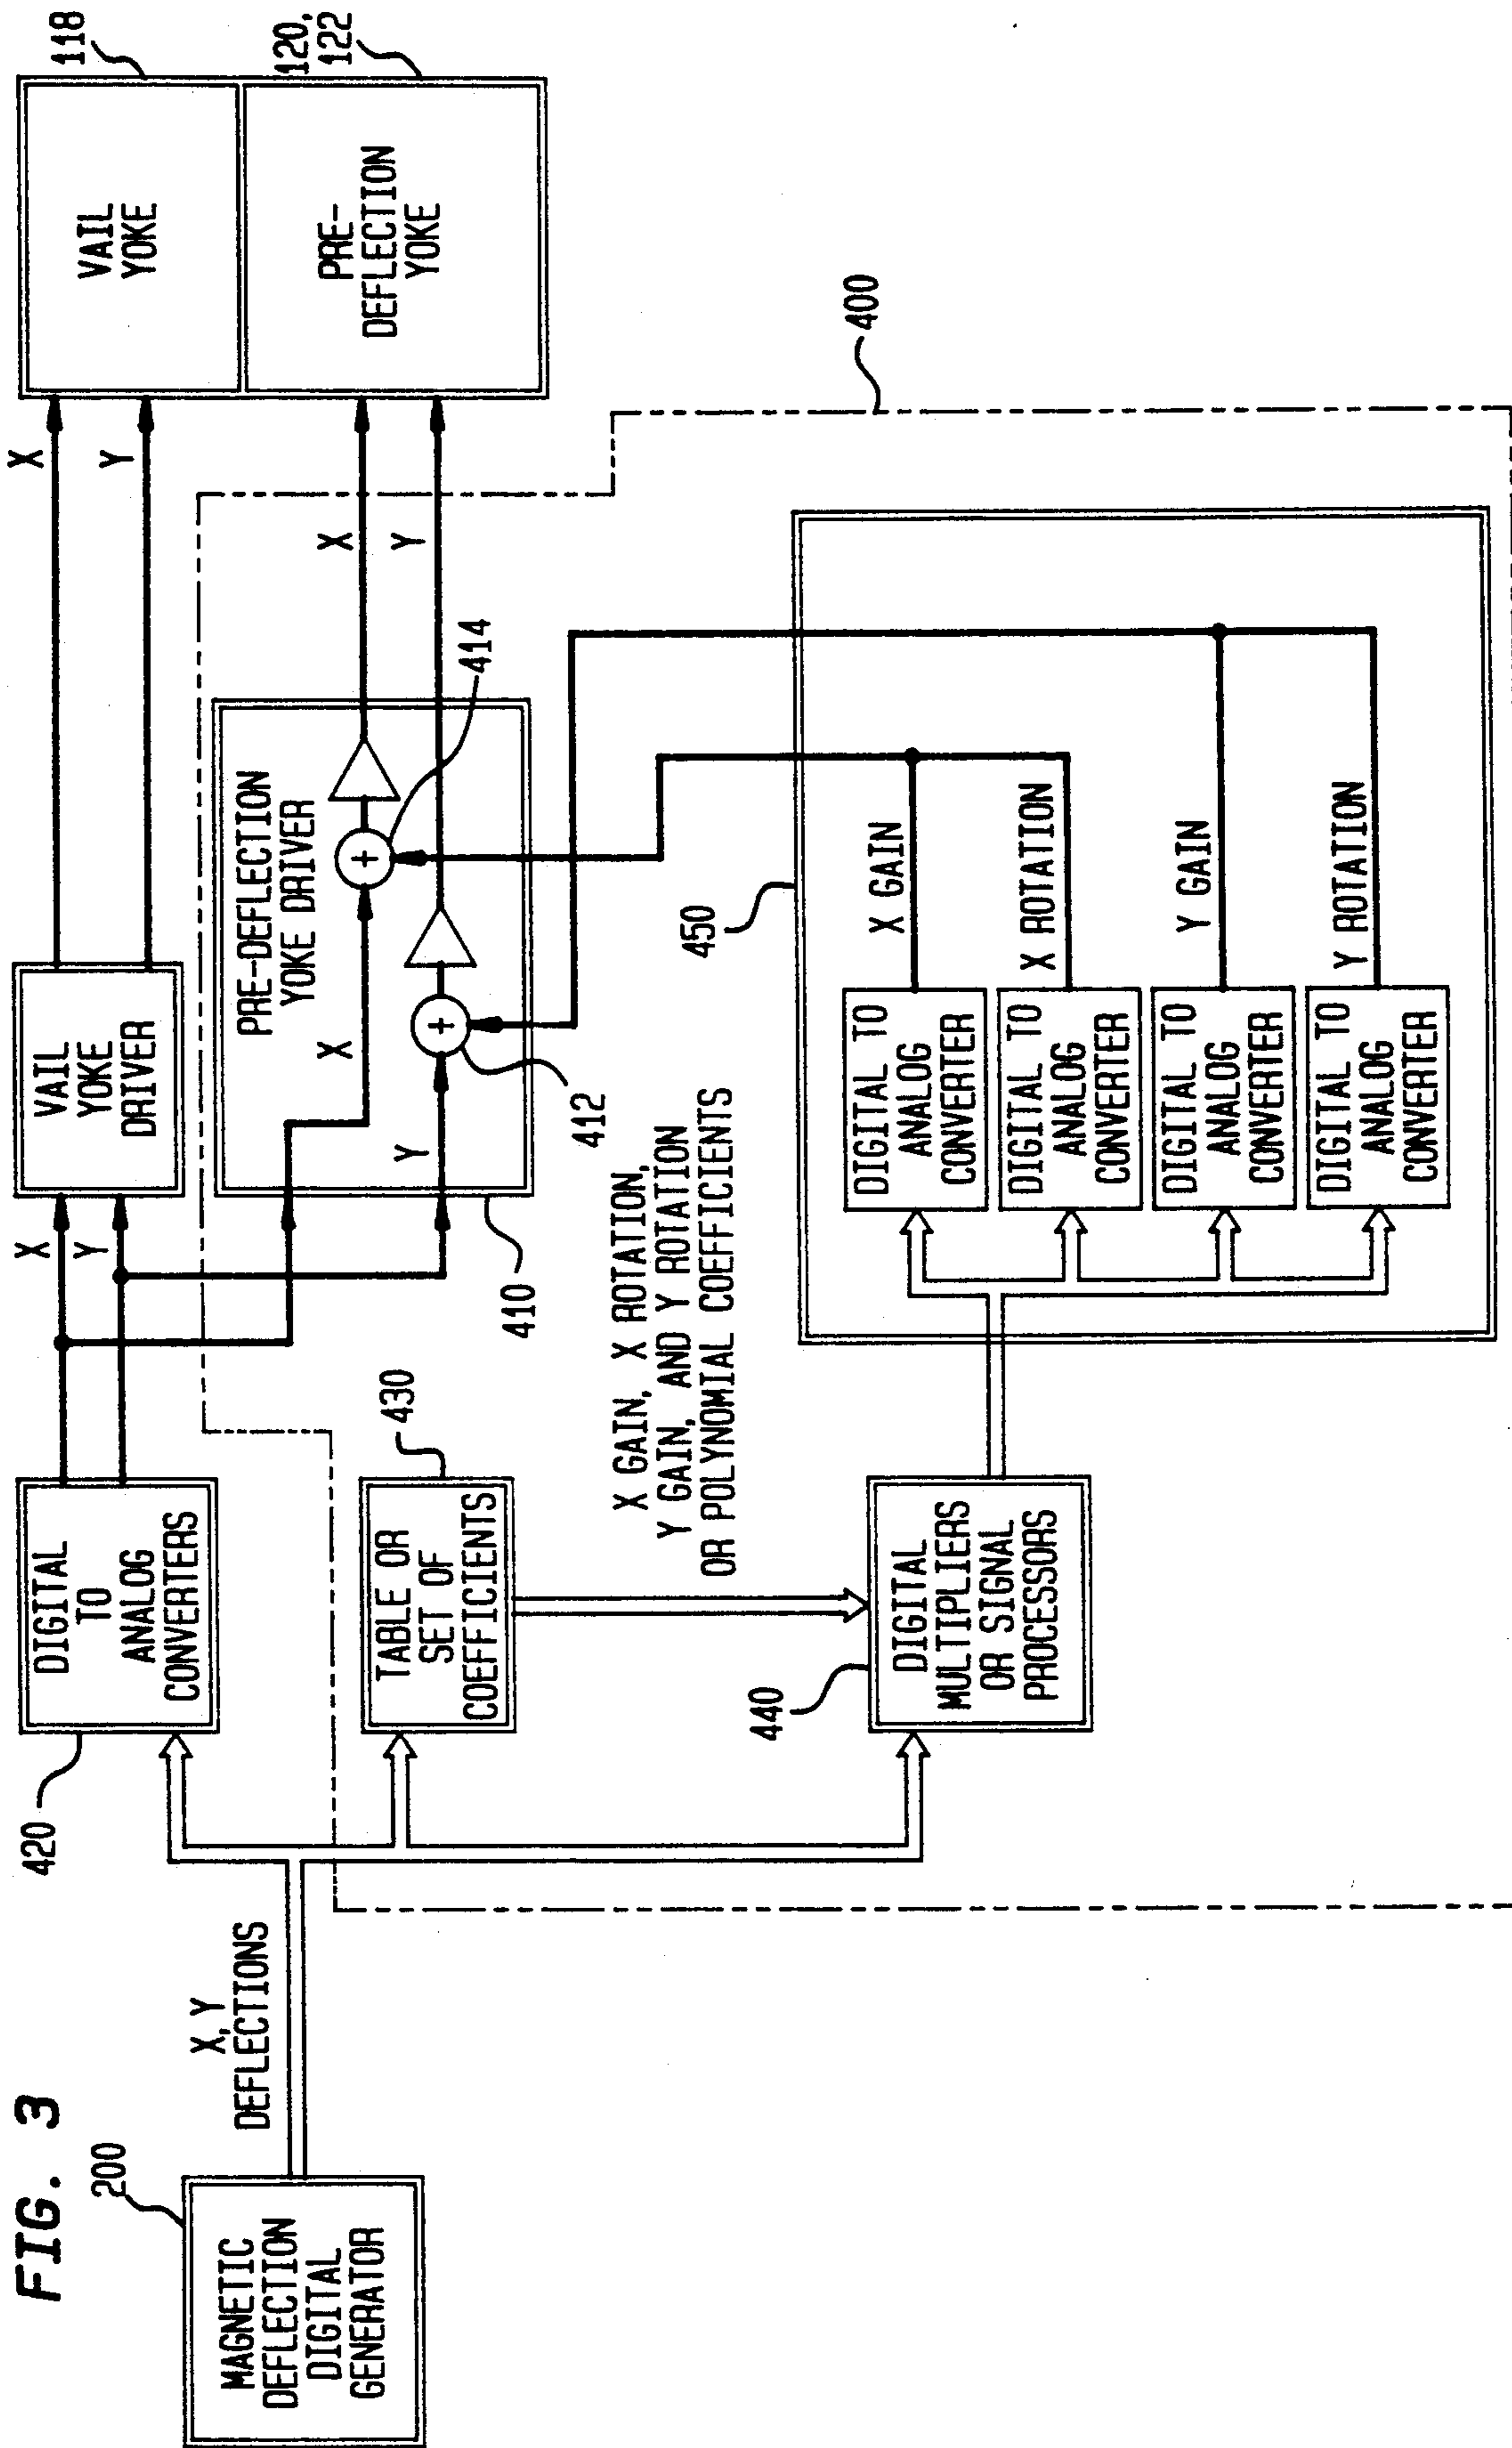 FIG. 3
200
MAGNETIC
DEFLECTION
DIGITAL
GENERATOR
X, Y
DEFLECTIONS
420
DIGITAL
TO
ANALOG
CONVERTERS
X
Y
VAIL
YOKE
DRIVER
X
Y
VAIL
YOKE
118
PRE-
DEFLECTION
YOKE
120,
122
410
PRE-DEFLECTION
YOKE DRIVER
X
+
414
Y
+
412
X
Y
400
430
TABLE OR
SET OF
COEFFICIENTS
X GAIN, X ROTATION,
Y GAIN, AND Y ROTATION
OR POLYNOMIAL COEFFICIENTS
440
DIGITAL
MULTIPLIERS
OR SIGNAL
PROCESSORS
450
DIGITAL TO
ANALOG
CONVERTER
X GAIN
DIGITAL TO
ANALOG
CONVERTER
X ROTATION
DIGITAL TO
ANALOG
CONVERTER
Y GAIN
DIGITAL TO
ANALOG
CONVERTER
Y ROTATION